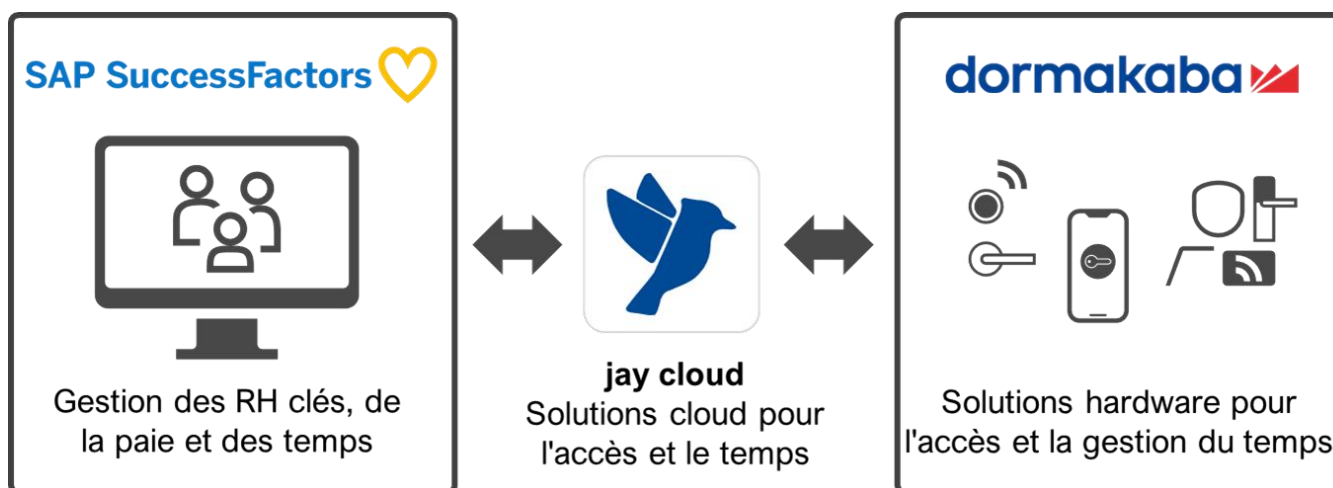 SAP SuccessFactors
Gestion des RH clés, de
la paie et des temps
jay cloud
Solutions cloud pour
l'accès et le temps
dormakaba
Solutions hardware pour
l'accès et la gestion du temps